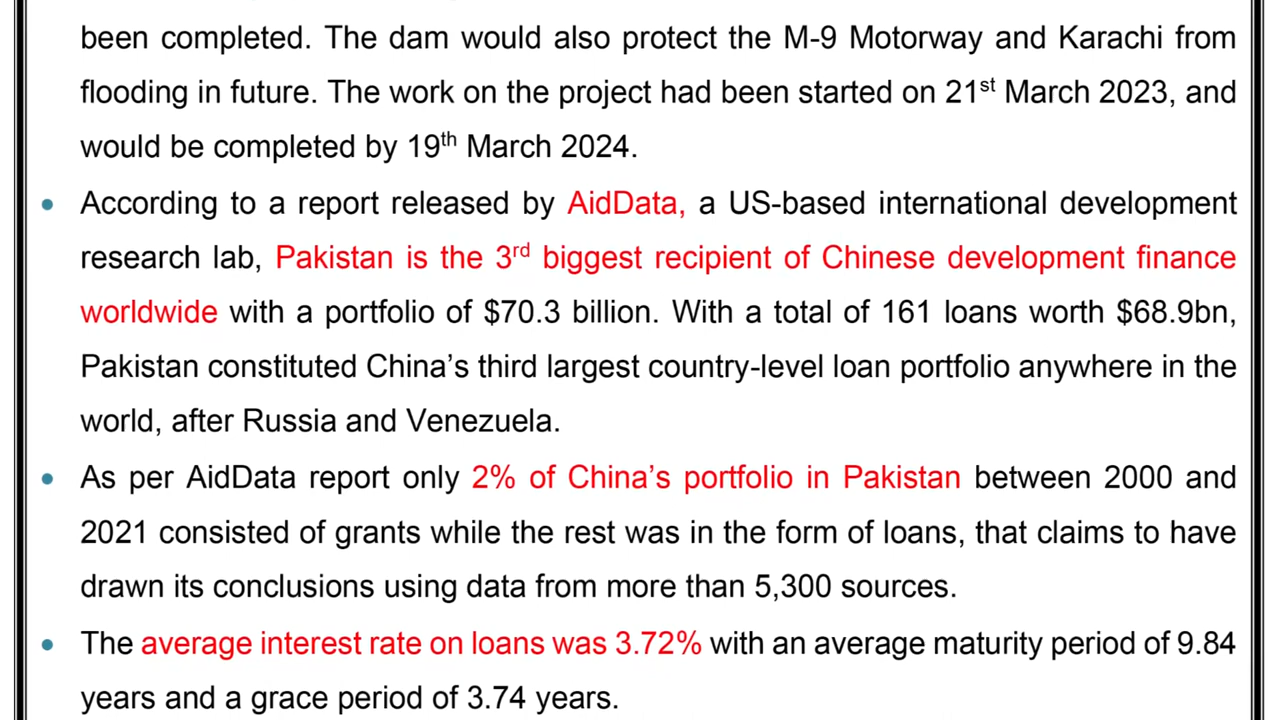 been completed. The dam would also protect the M-9 Motorway and Karachi from
flooding in future. The work on the project had been started on 21st March 2023, and
would be completed by 19th March 2024.
• According to a report released by AidData, a US-based international development
research lab, Pakistan is the 3rd biggest recipient of Chinese development finance
worldwide with a portfolio of $70.3 billion. With a total of 161 loans worth $68.9bn,
Pakistan constituted China’s third largest country-level loan portfolio anywhere in the
world, after Russia and Venezuela.
• As per AidData report only 2% of China’s portfolio in Pakistan between 2000 and
2021 consisted of grants while the rest was in the form of loans, that claims to have
drawn its conclusions using data from more than 5,300 sources.
• The average interest rate on loans was 3.72% with an average maturity period of 9.84
years and a grace period of 3.74 years.